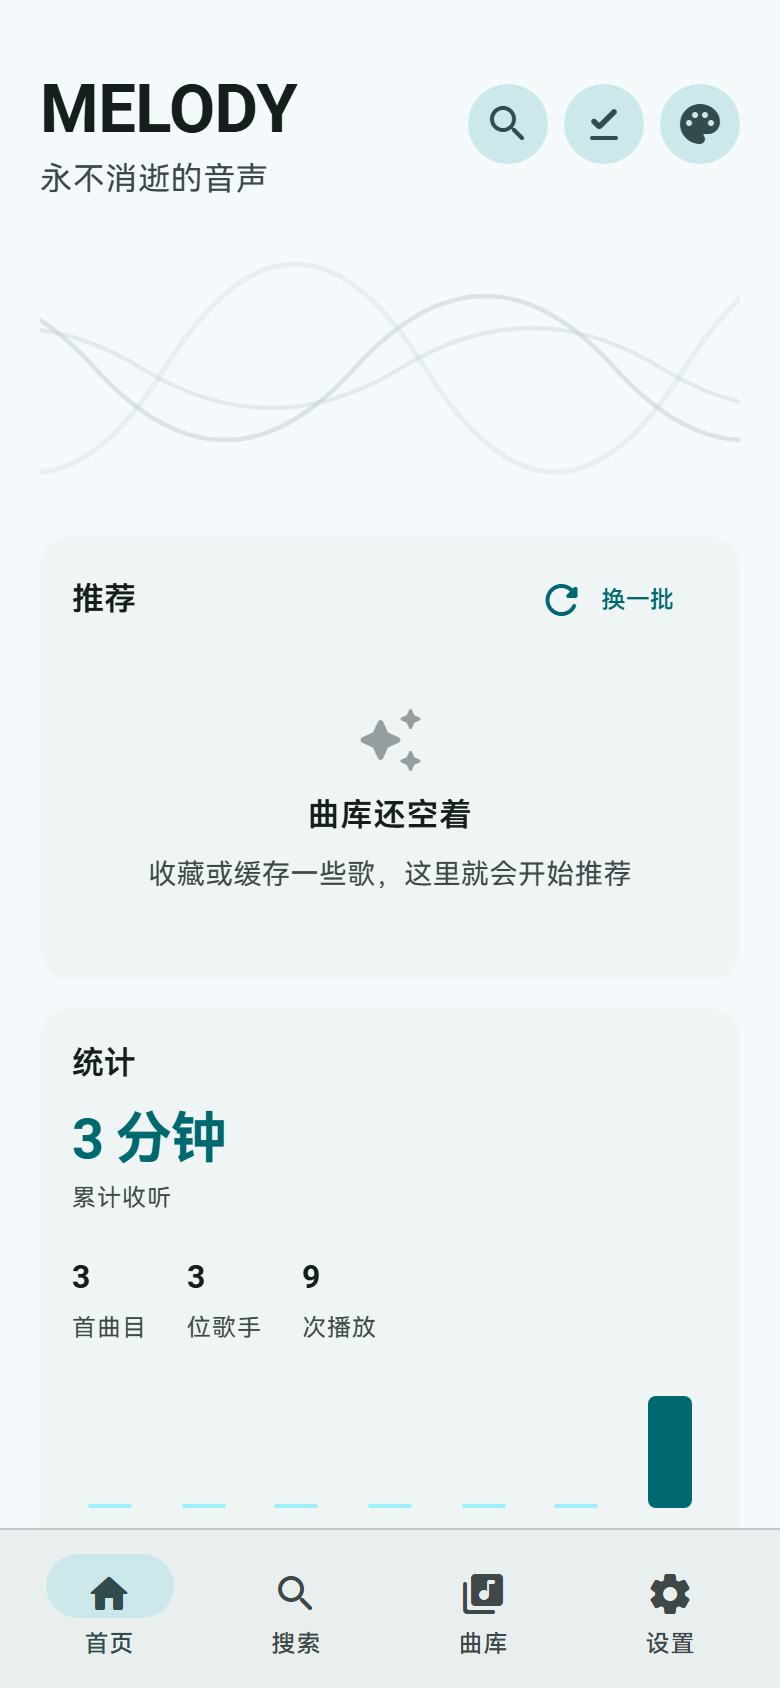 MELODY
永不消逝的音声
推荐
换一批
曲库还空着
收藏或缓存一些歌，这里就会开始推荐
统计
3 分钟
累计收听
3 3 9
首曲目 位歌手 次播放
首页 搜索 曲库 设置